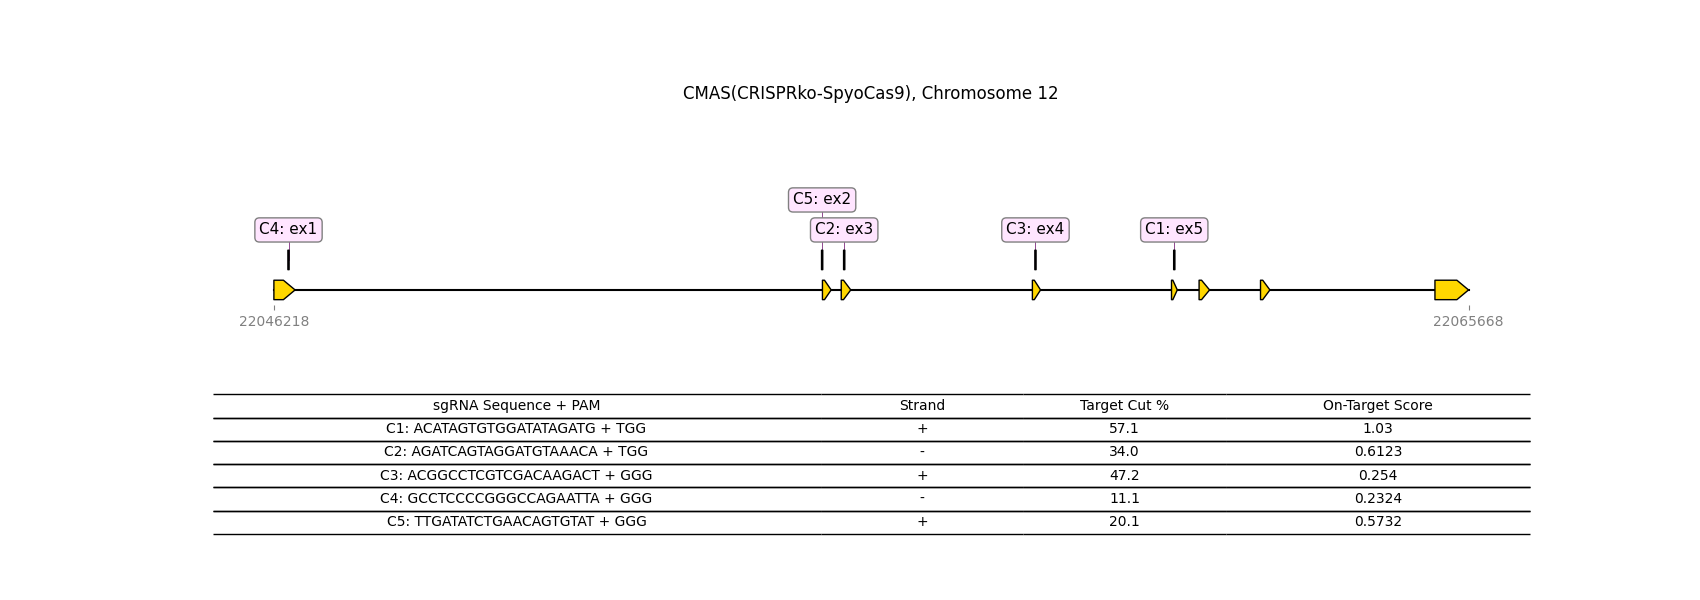 CMAS(CRISPRko-SpyoCas9), Chromosome 12
C5: ex2
C4: ex1 C2: ex3 C3: ex4 C1: ex5
22046218 22065668
sgRNA Sequence + PAM Strand Target Cut % On-Target Score
C1: ACATAGTGTGGATATAGATG + TGG + 57.1 1.03
C2: AGATCAGTAGGATGTAAACA + TGG - 34.0 0.6123
C3: ACGGCCTCGTCGACAAGACT + GGG + 47.2 0.254
C4: GCCTCCCCGGGCCAGAATTA + GGG - 11.1 0.2324
C5: TTGATATCTGAACAGTGTAT + GGG + 20.1 0.5732